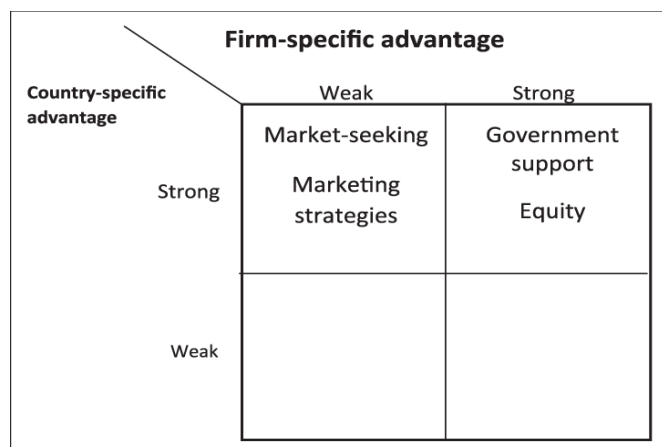 Firm-specific advantage
Country-specific
advantage
Weak
Strong
Strong
Market-seeking
Marketing
strategies
Government
support
Equity
Weak